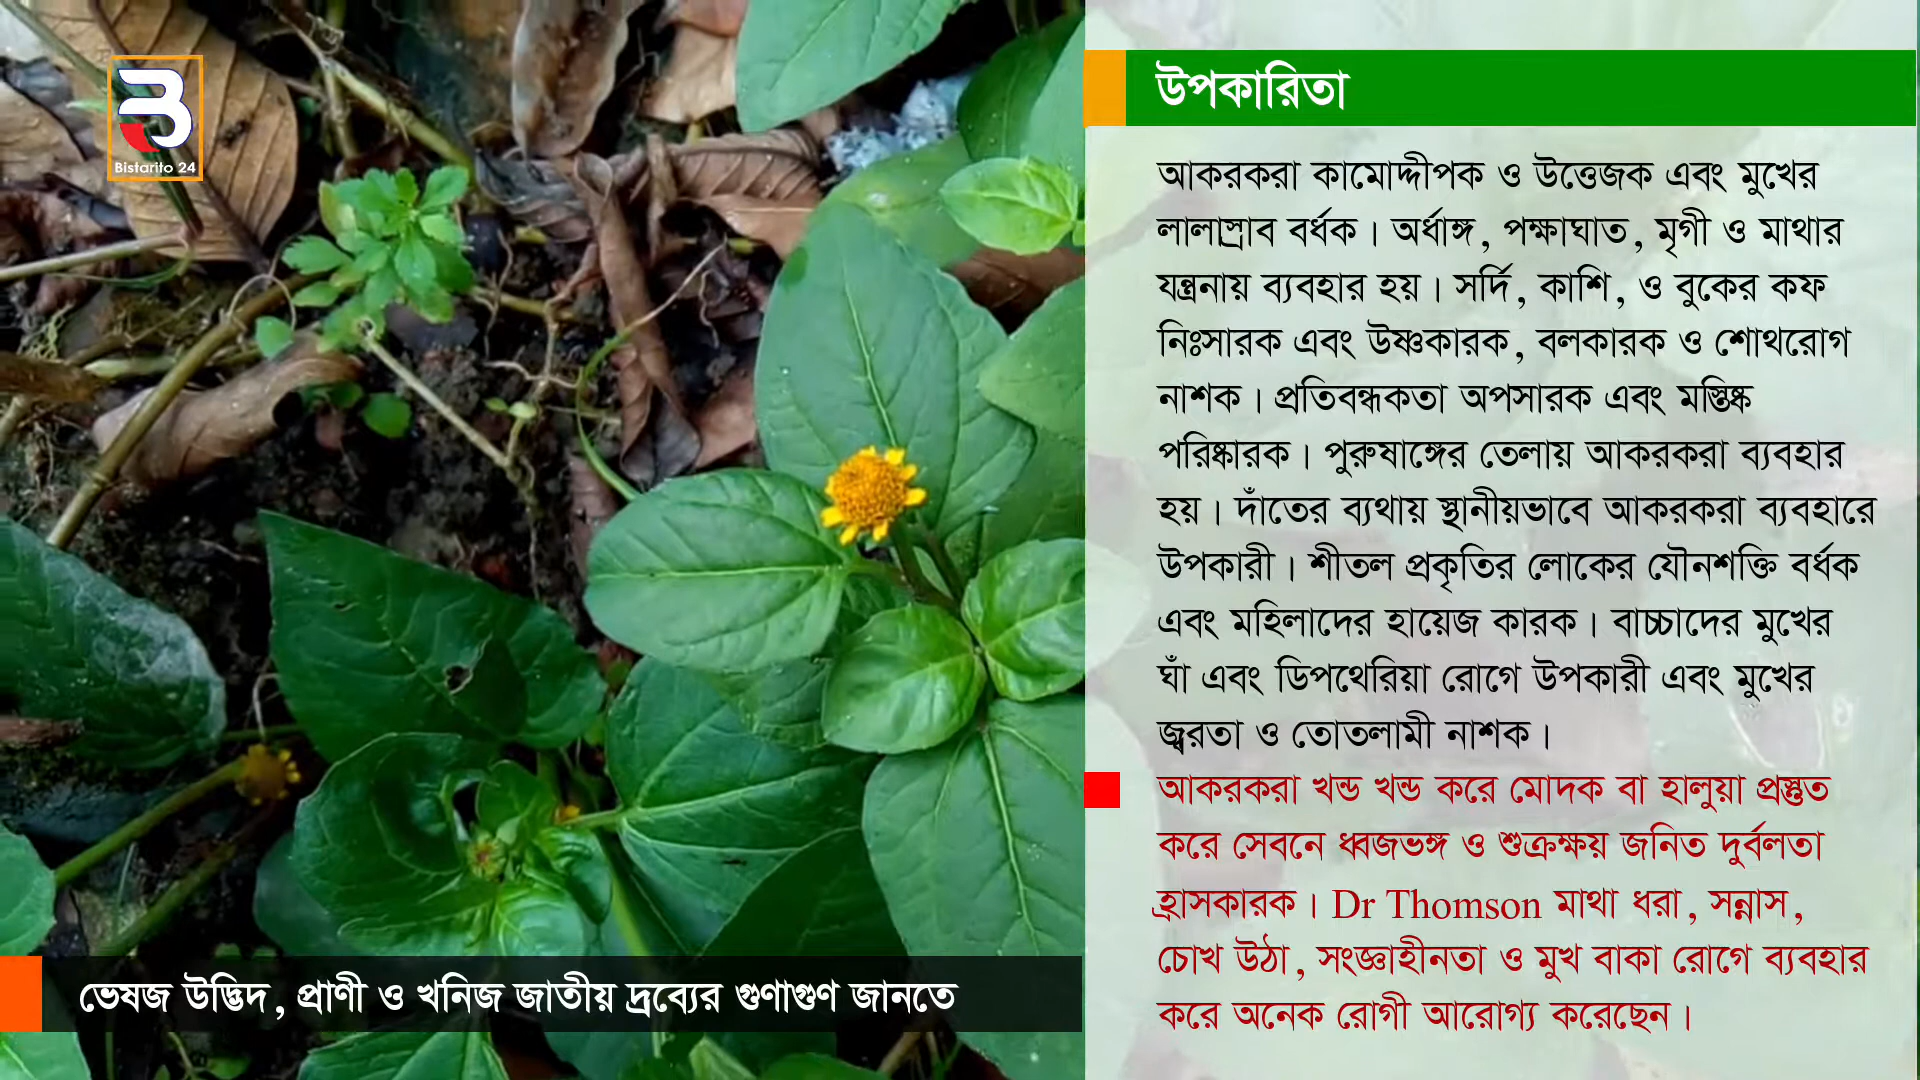 Bistarito 24
উপকারিতা
আকরকরা কামোদ্দীপক ও উত্তেজক এবং মুখের
লালাস্রাব বর্ধক। অর্ধাঙ্গ, পক্ষাঘাত, মৃগী ও মাথার
যন্ত্রনায় ব্যবহার হয়। সর্দি, কাশি, ও বুকের কফ
নিঃসারক এবং উষ্ণকারক, বলকারক ও শোথরোগ
নাশক। প্রতিবন্ধকতা অপসারক এবং মস্তিষ্ক
পরিষ্কারক। পুরুষাঙ্গের তেলায় আকরকরা ব্যবহার
হয়। দাঁতের ব্যথায় স্থানীয়ভাবে আকরকরা ব্যবহারে
উপকারী। শীতল প্রকৃতির লোকের যৌনশক্তি বর্ধক
এবং মহিলাদের হায়েজ কারক। বাচ্চাদের মুখের
ঘাঁ এবং ডিপথেরিয়া রোগে উপকারী এবং মুখের
জ্বরতা ও তোতলামী নাশক।
আকরকরা খন্ড খন্ড করে মোদক বা হালুয়া প্রস্তুত
করে সেবনে ধ্বজভঙ্গ ও শুক্রক্ষয় জনিত দুর্বলতা
হ্রাসকারক। Dr Thomson মাথা ধরা, সন্নাস,
চোখ উঠা, সংজ্ঞাহীনতা ও মুখ বাকা রোগে ব্যবহার
করে অনেক রোগী আরোগ্য করেছেন।
ভেষজ উদ্ভিদ, প্রাণী ও খনিজ জাতীয় দ্রব্যের গুণাগুণ জানতে